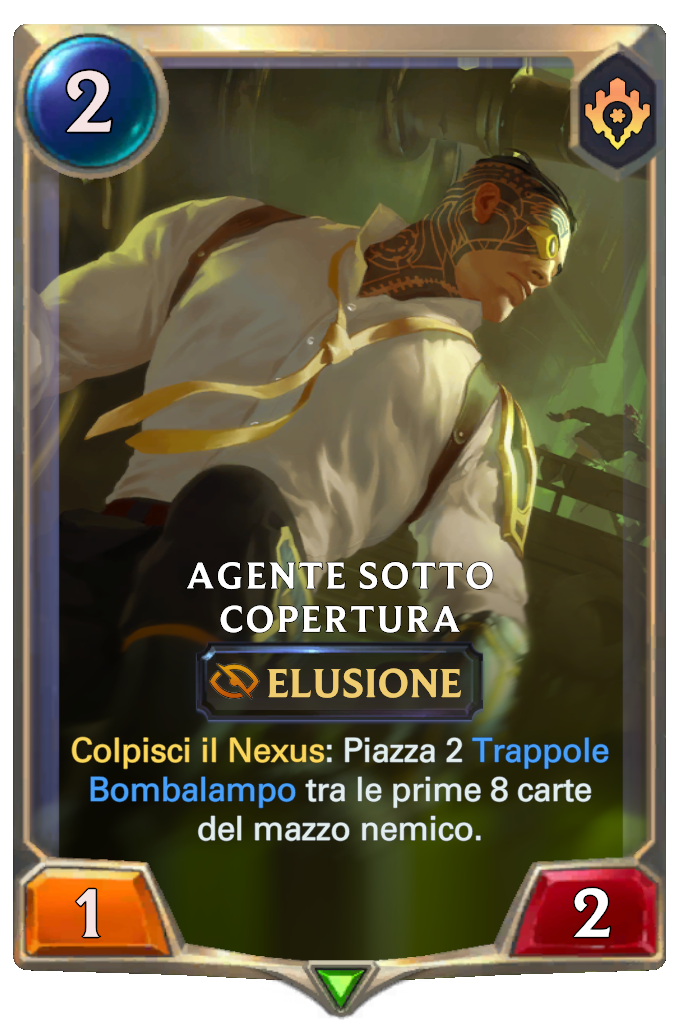 2
AGENTE SOTTO
COPERTURA
ELUSIONE
Colpisci il Nexus: Piazza 2 Trappole
Bombalampo tra le prime 8 carte
del mazzo nemico.
1
2